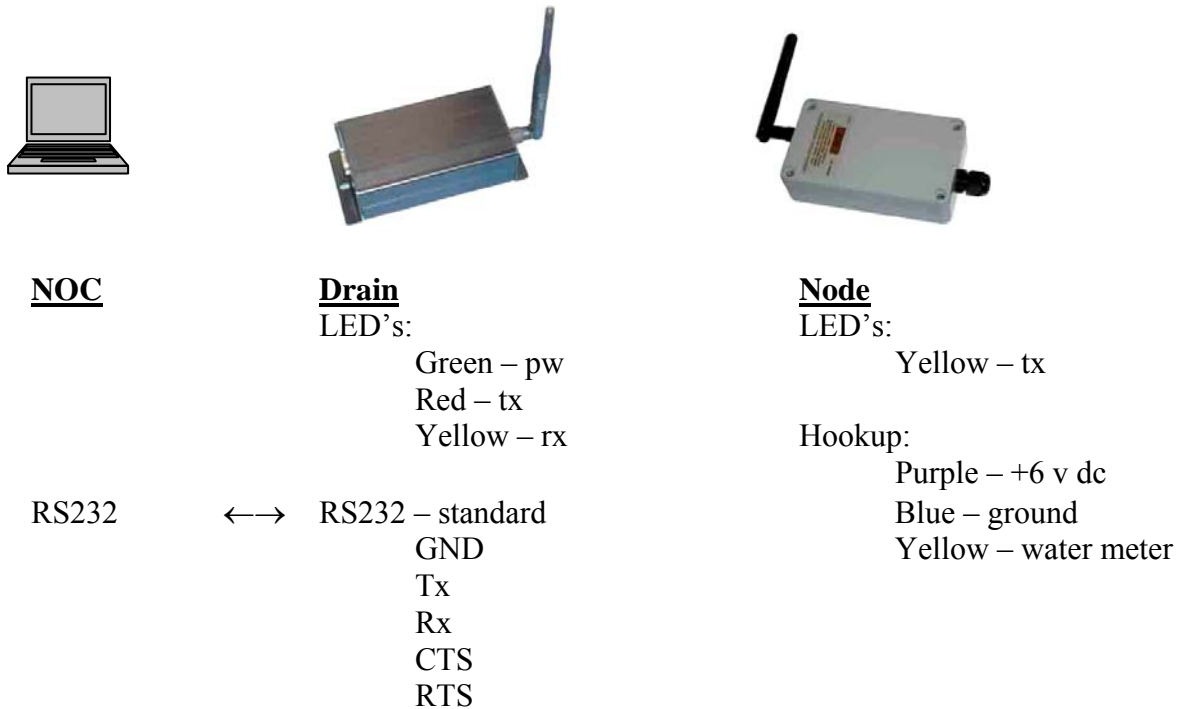 NOC
Drain
LED’s:
Green – pw
Red – tx
Yellow – rx
RS232 ←→ RS232 – standard
GND
Tx
Rx
CTS
RTS
Node
LED’s:
Yellow – tx
Hookup:
Purple – +6 v dc
Blue – ground
Yellow – water meter